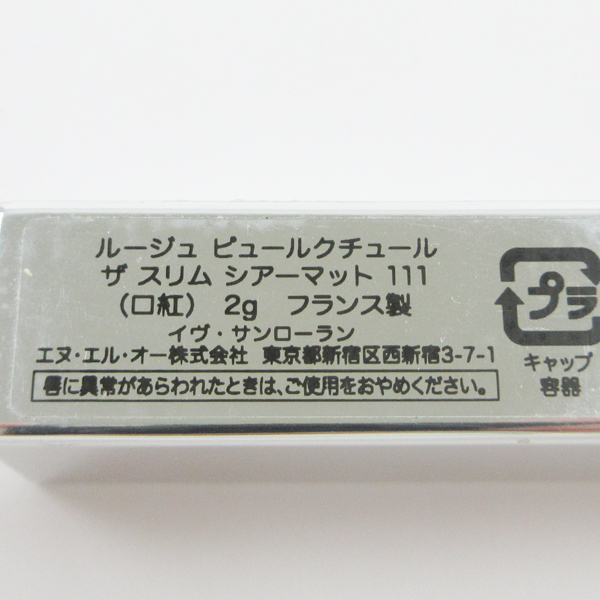 ルージュ ピュールクチュール
ザ スリム シアーマット 111
(口紅) 2g フランス製
イヴ・サンローラン
エヌ・エル・オー株式会社 東京都新宿区西新宿3-7-1
唇に異常があらわれたときは、ご使用をおやめください。
プラ
キャップ
容器